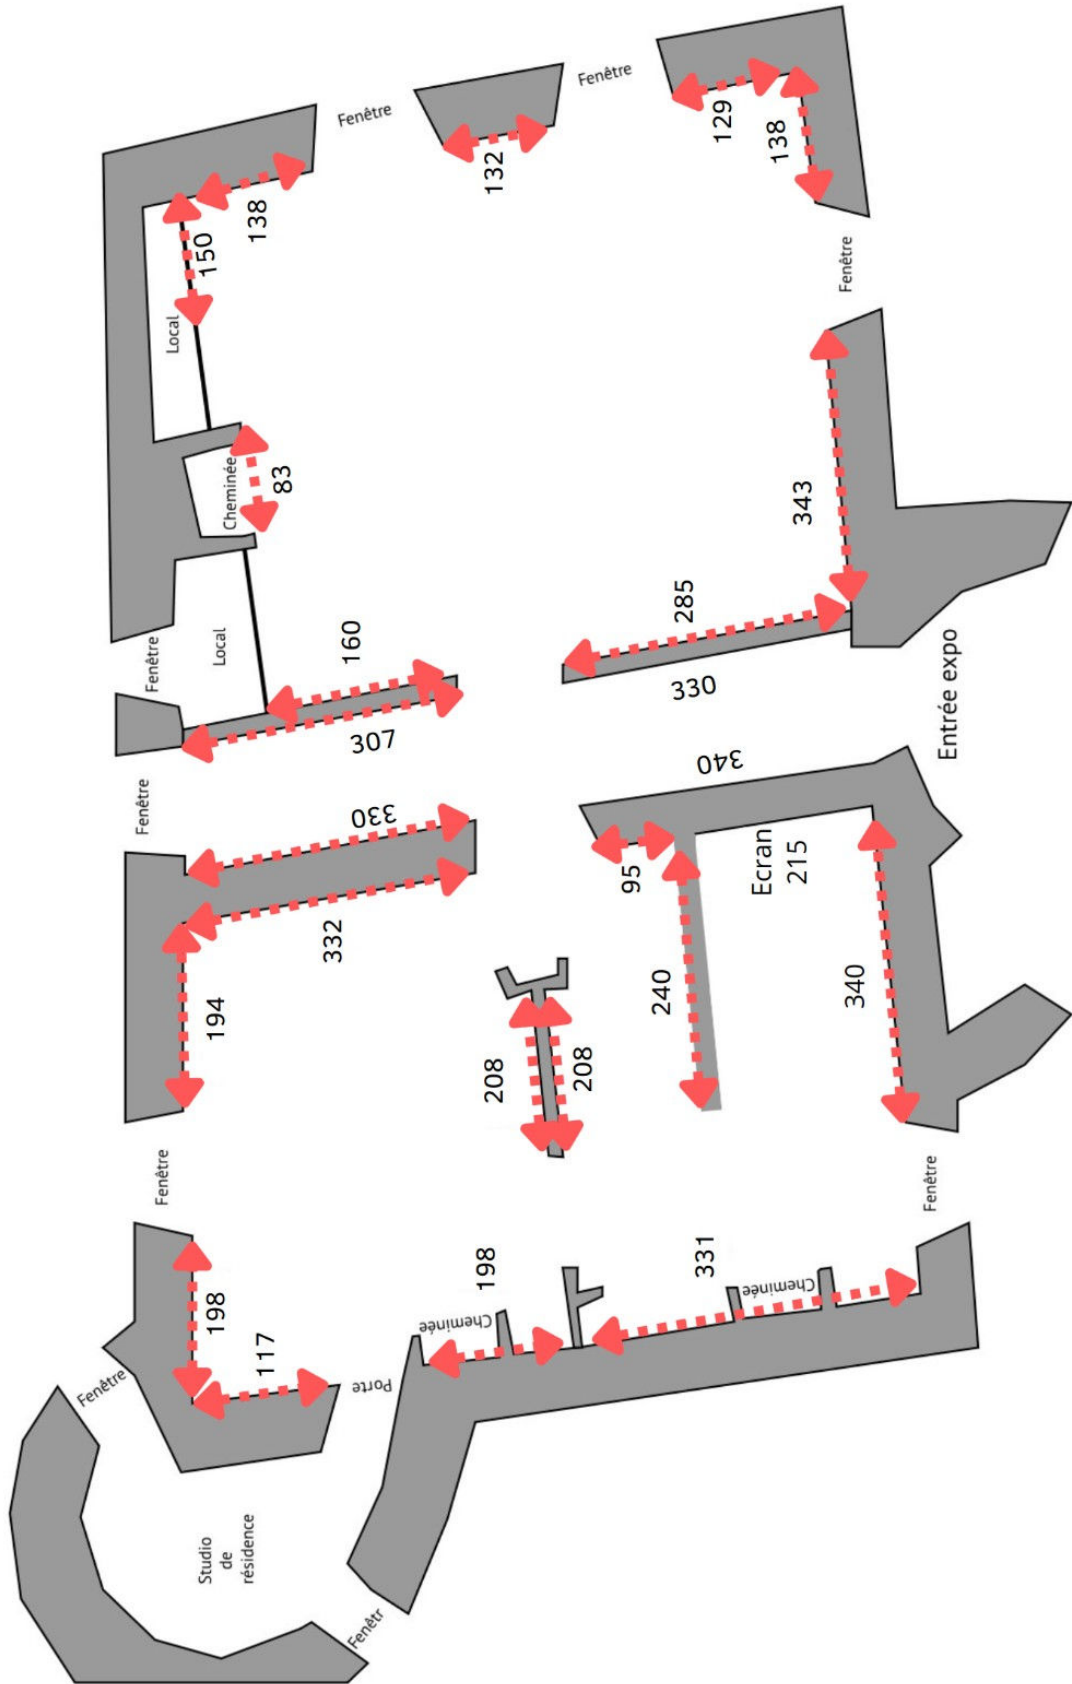 Fenêtre
Fenêtre
129
138
132
138
150
Local
Fenêtre
Cheminée
83
343
285
160
Local
Fenêtre
330
307
Entrée expo
340
Fenêtre
330
95
Ecran
215
332
240
340
194
208
208
Fenêtre
Fenêtre
198
331
Cheminée
198
Cheminée
117
Porte
Fenêtre
Studio
de
résidence
Fenêtr